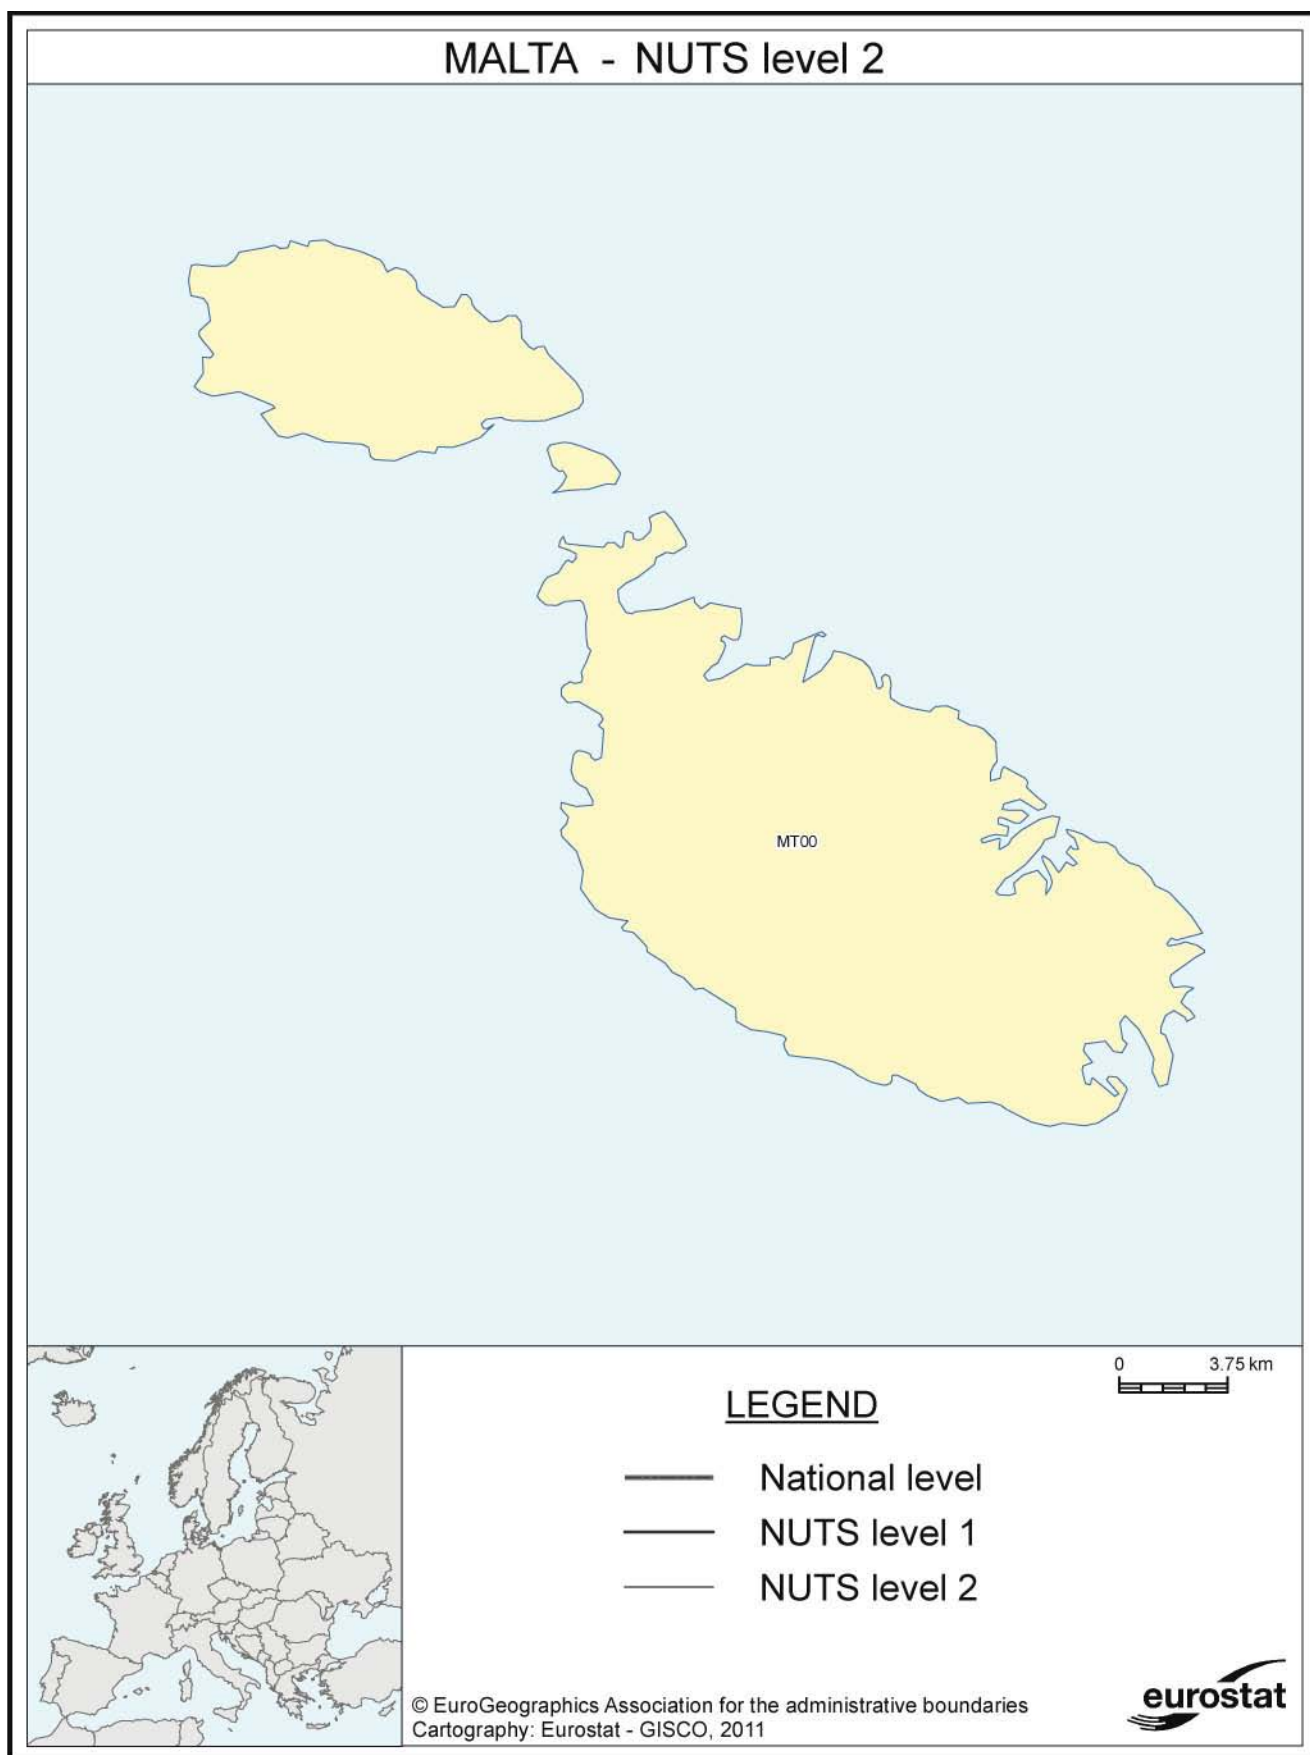 MALTA - NUTS level 2
MT00
0 3.75 km
LEGEND
National level
NUTS level 1
NUTS level 2
© EuroGeographics Association for the administrative boundaries
Cartography: Eurostat - GISCO, 2011
eurostat